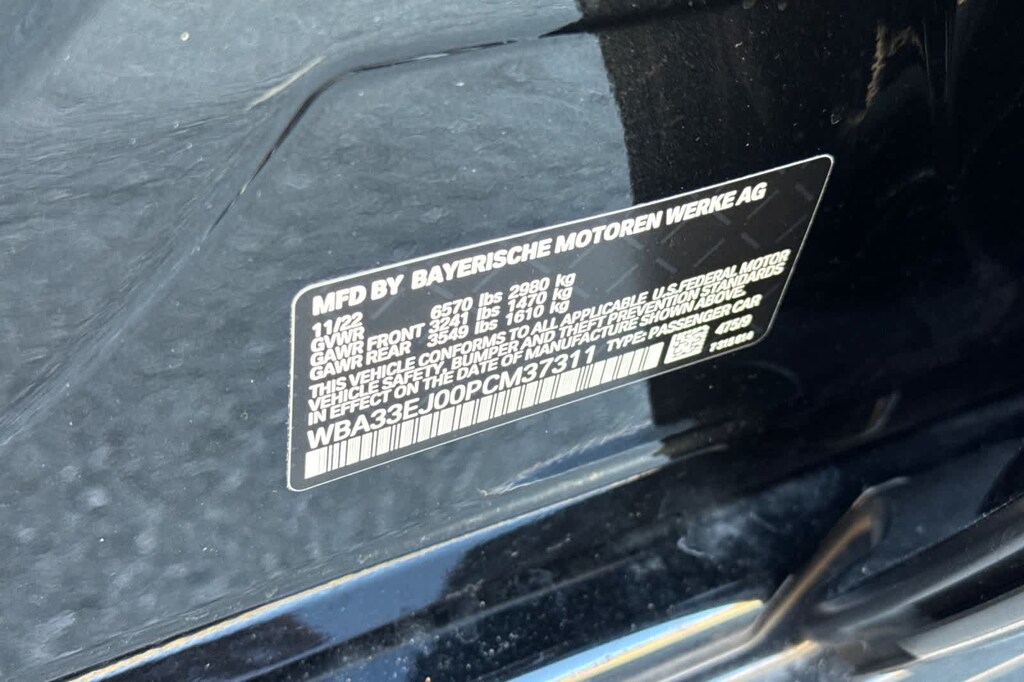 MFD BY BAYERISCHE MOTOREN WERKE AG
11/22
GVWR 6570 lbs 2980 kg
GAWR FRONT 3241 lbs 1470 kg
GAWR REAR 3549 lbs 1610 kg
THIS VEHICLE CONFORMS TO ALL APPLICABLE U.S. FEDERAL MOTOR
VEHICLE SAFETY, BUMPER AND THEFT PREVENTION STANDARDS
IN EFFECT ON THE DATE OF MANUFACTURE SHOWN ABOVE.
WBA33EJ00PCM37311 TYPE: PASSENGER CAR
475/9